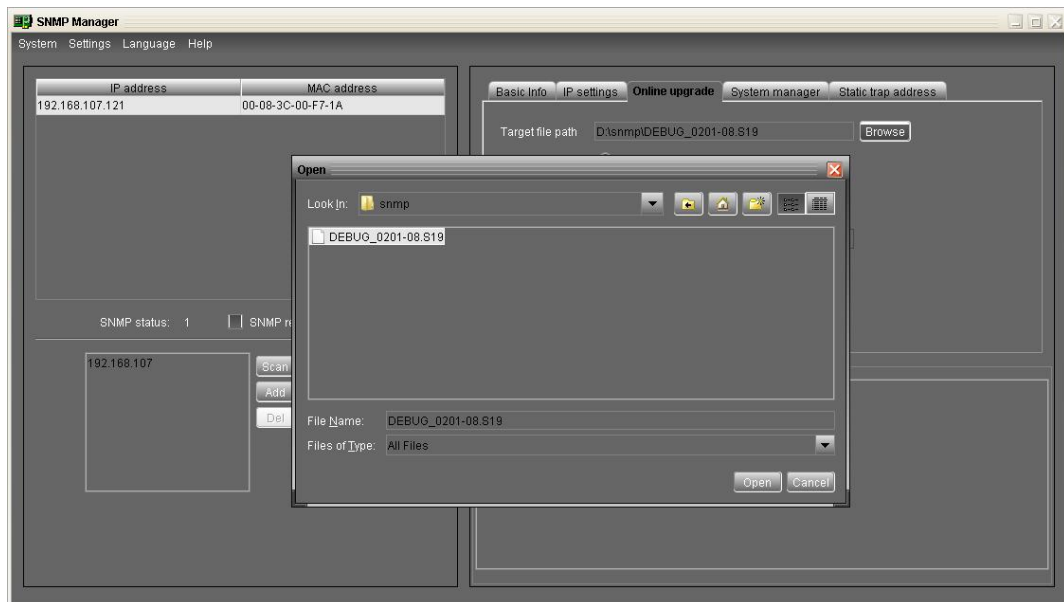 SNMP Manager
System Settings Language Help
IP address MAC address
192.168.107.121 00-08-3C-00-F7-1A
SNMP status: 1 SNMP re
192.168.107
Scan
Add
Del
Basic Info IP settings Online upgrade System manager Static trap address
Target file path D:\snmp\DEBUG_0201-08.S19 Browse
Open
Look In: snmp
DEBUG_0201-08.S19
File Name: DEBUG_0201-08.S19
Files of Type: All Files
Open Cancel